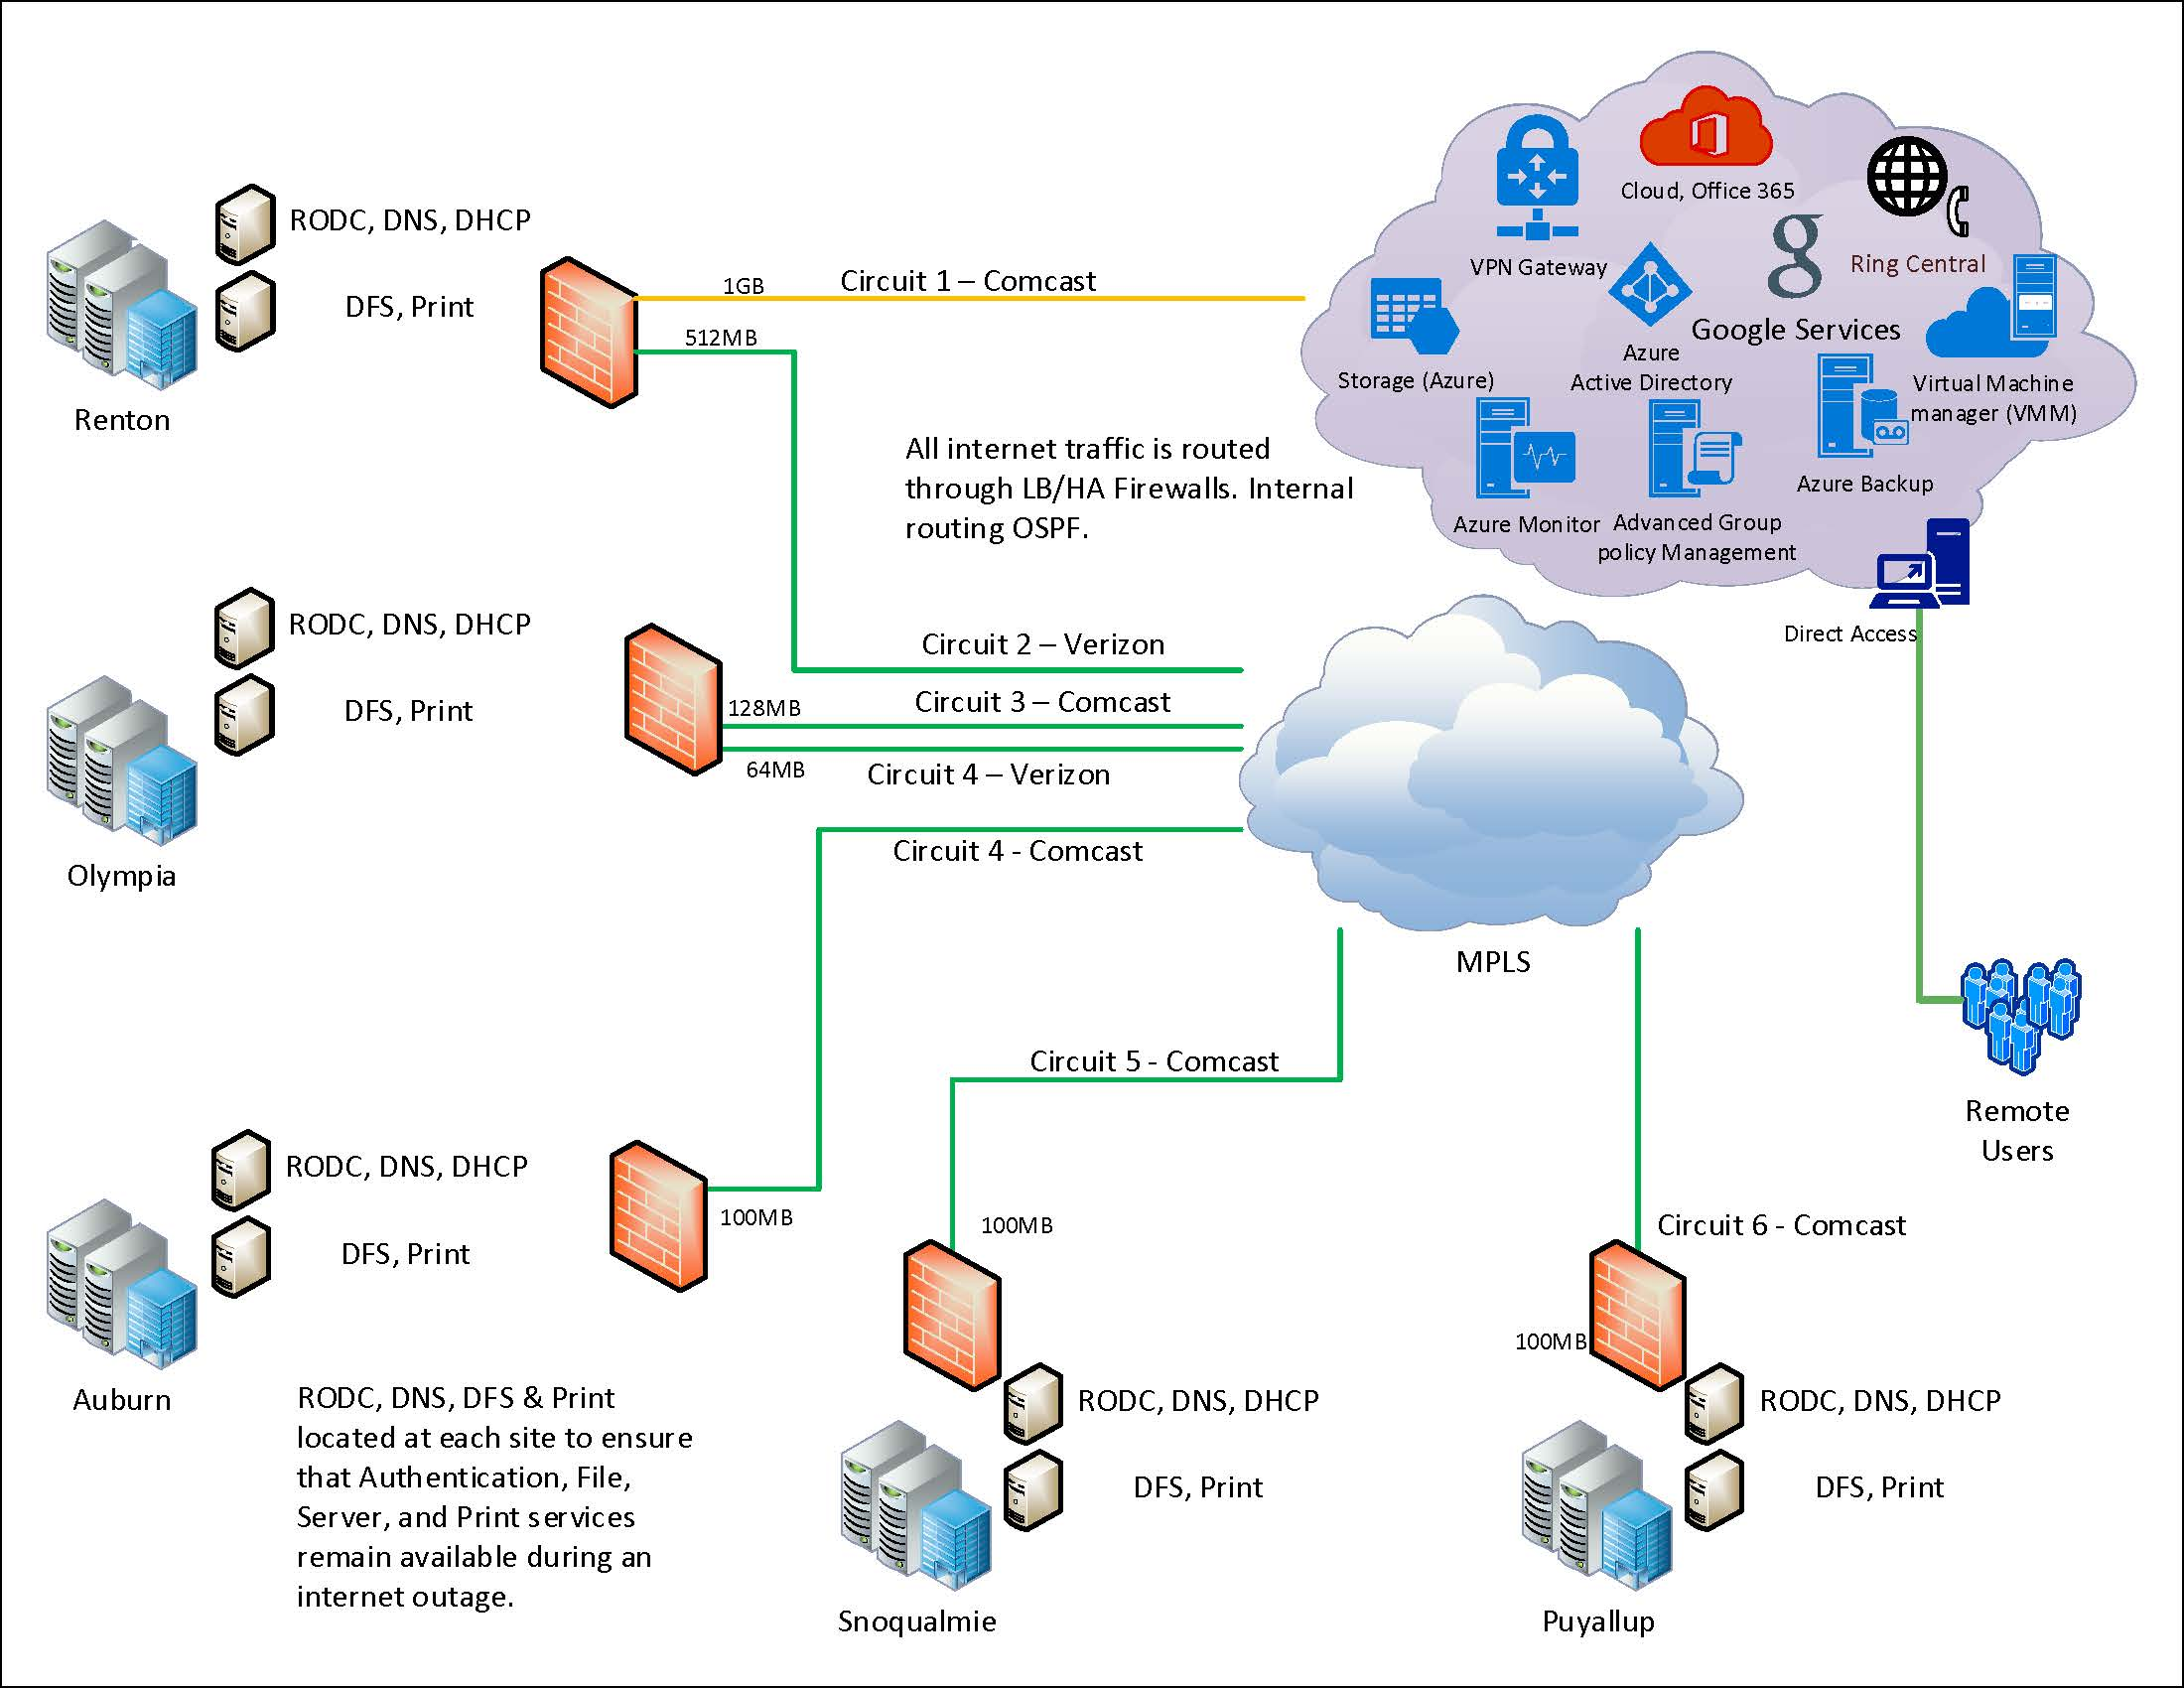 Cloud, Office 365
RODC, DNS, DHCP
VPN Gateway
Ring Central
1GB
Circuit 1 – Comcast
DFS, Print
512MB
Google Services
Azure
Active Directory
Storage (Azure)
Virtual Machine
manager (VMM)
Renton
All internet traffic is routed
through LB/HA Firewalls. Internal
routing OSPF.
Azure Backup
Azure Monitor
Advanced Group
policy Management
RODC, DNS, DHCP
Direct Access
Circuit 2 – Verizon
DFS, Print
128MB
Circuit 3 – Comcast
64MB
Circuit 4 – Verizon
Circuit 4 - Comcast
Olympia
MPLS
Circuit 5 - Comcast
Remote
Users
RODC, DNS, DHCP
100MB
100MB
Circuit 6 - Comcast
DFS, Print
100MB
Auburn
RODC, DNS, DFS & Print
located at each site to ensure
that Authentication, File,
Server, and Print services
remain available during an
internet outage.
RODC, DNS, DHCP
RODC, DNS, DHCP
DFS, Print
DFS, Print
Snoqualmie
Puyallup